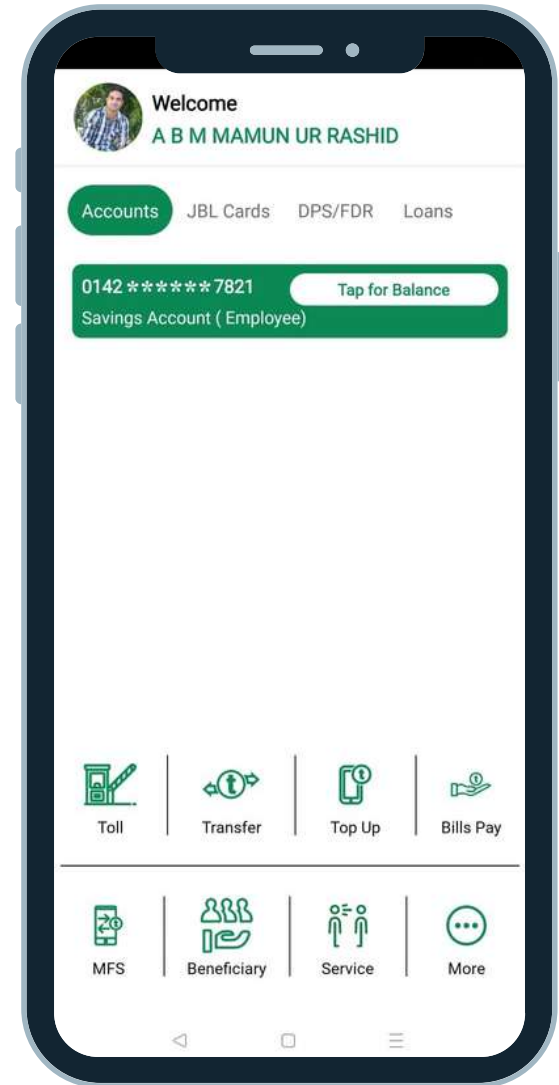 Welcome
A B M MAMUN UR RASHID
Accounts JBL Cards DPS/FDR Loans
0142 ****** 7821 Tap for Balance
Savings Account ( Employee)
Toll Transfer Top Up Bills Pay
MFS Beneficiary Service More